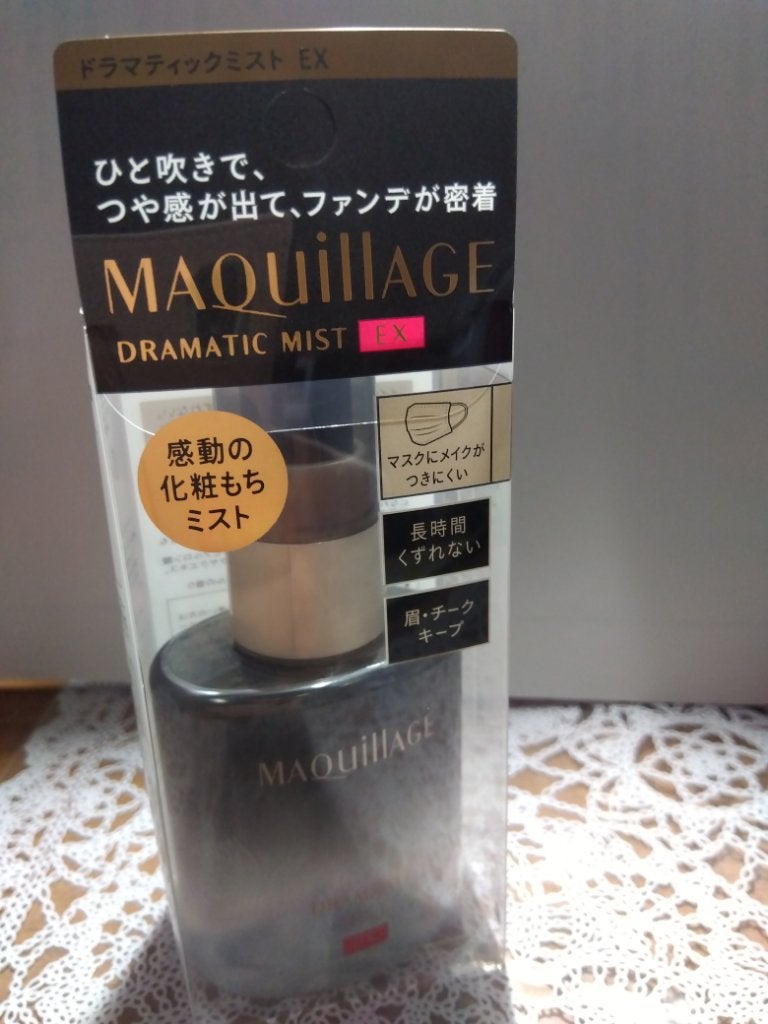 ドラマティックミスト EX
ひと吹きで、
つや感が出て、ファンデが密着
MAQuillAGE
DRAMATIC MIST EX
感動の
化粧もち
ミスト
マスクにメイクが
つきにくい
長時間
くずれない
眉・チーク
キープ
MAQuillAGE
EX